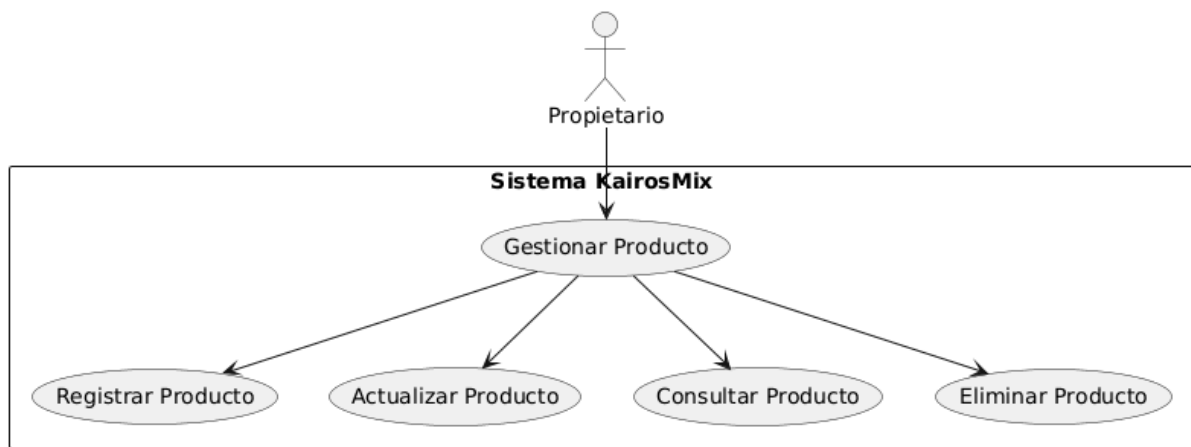 Propietario
Sistema KairosMix
Gestionar Producto
Registrar Producto
Actualizar Producto
Consultar Producto
Eliminar Producto